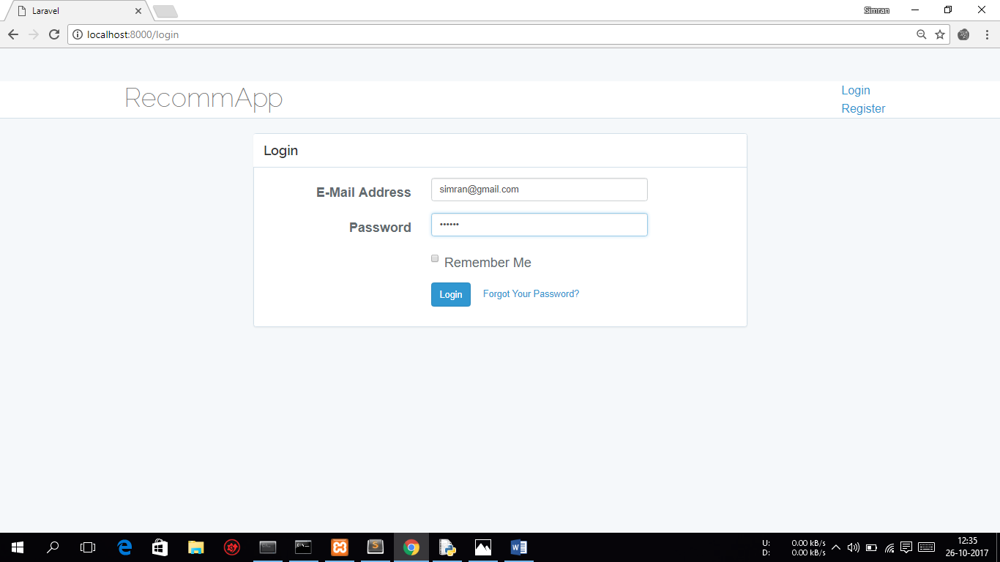 Laravel
Simran
localhost:8000/login
RecommApp
Login
Register
Login
E-Mail Address
simran@gmail.com
Password
••••••
Remember Me
Login
Forgot Your Password?
U: 0.00 kB/s
D: 0.00 kB/s
12:35
26-10-2017